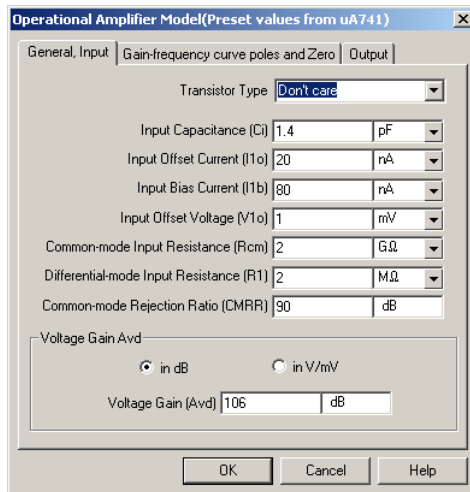 Operational Amplifier Model(Preset values from uA741)
General, Input Gain-frequency curve poles and Zero Output
Transistor Type Don't care
Input Capacitance (Ci) 1.4 pF
Input Offset Current (I1o) 20 nA
Input Bias Current (I1b) 80 nA
Input Offset Voltage (V1o) 1 mV
Common-mode Input Resistance (Rcm) 2 GΩ
Differential-mode Input Resistance (R1) 2 MΩ
Common-mode Rejection Ratio (CMRR) 90 dB
Voltage Gain Avd
in dB in V/mV
Voltage Gain (Avd) 106 dB
OK Cancel Help